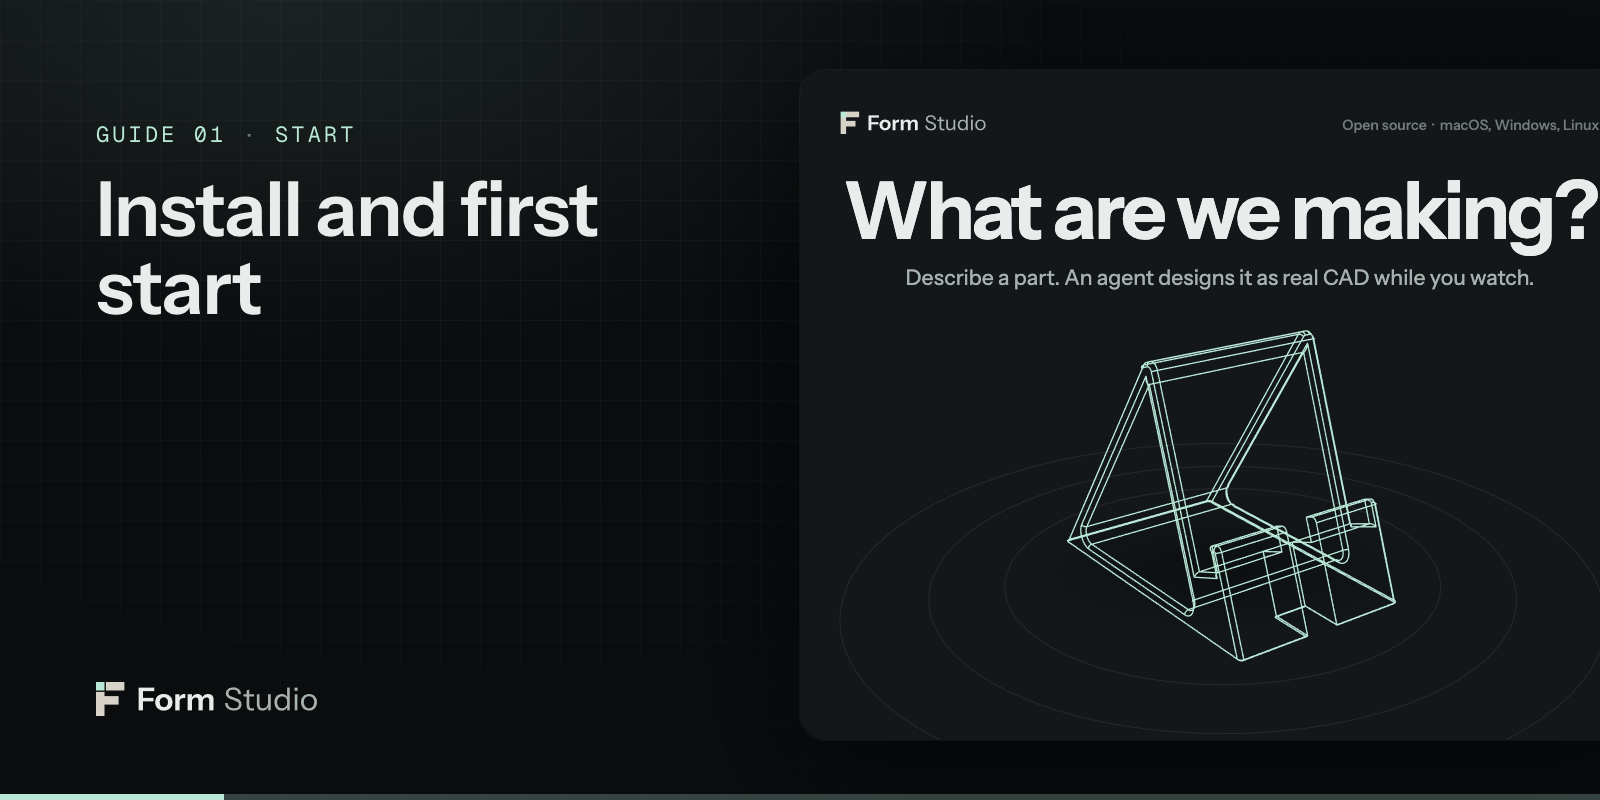 GUIDE 01 · START
Install and first
start
Form Studio
Form Studio
Open source · macOS, Windows, Linux
What are we making?
Describe a part. An agent designs it as real CAD while you watch.